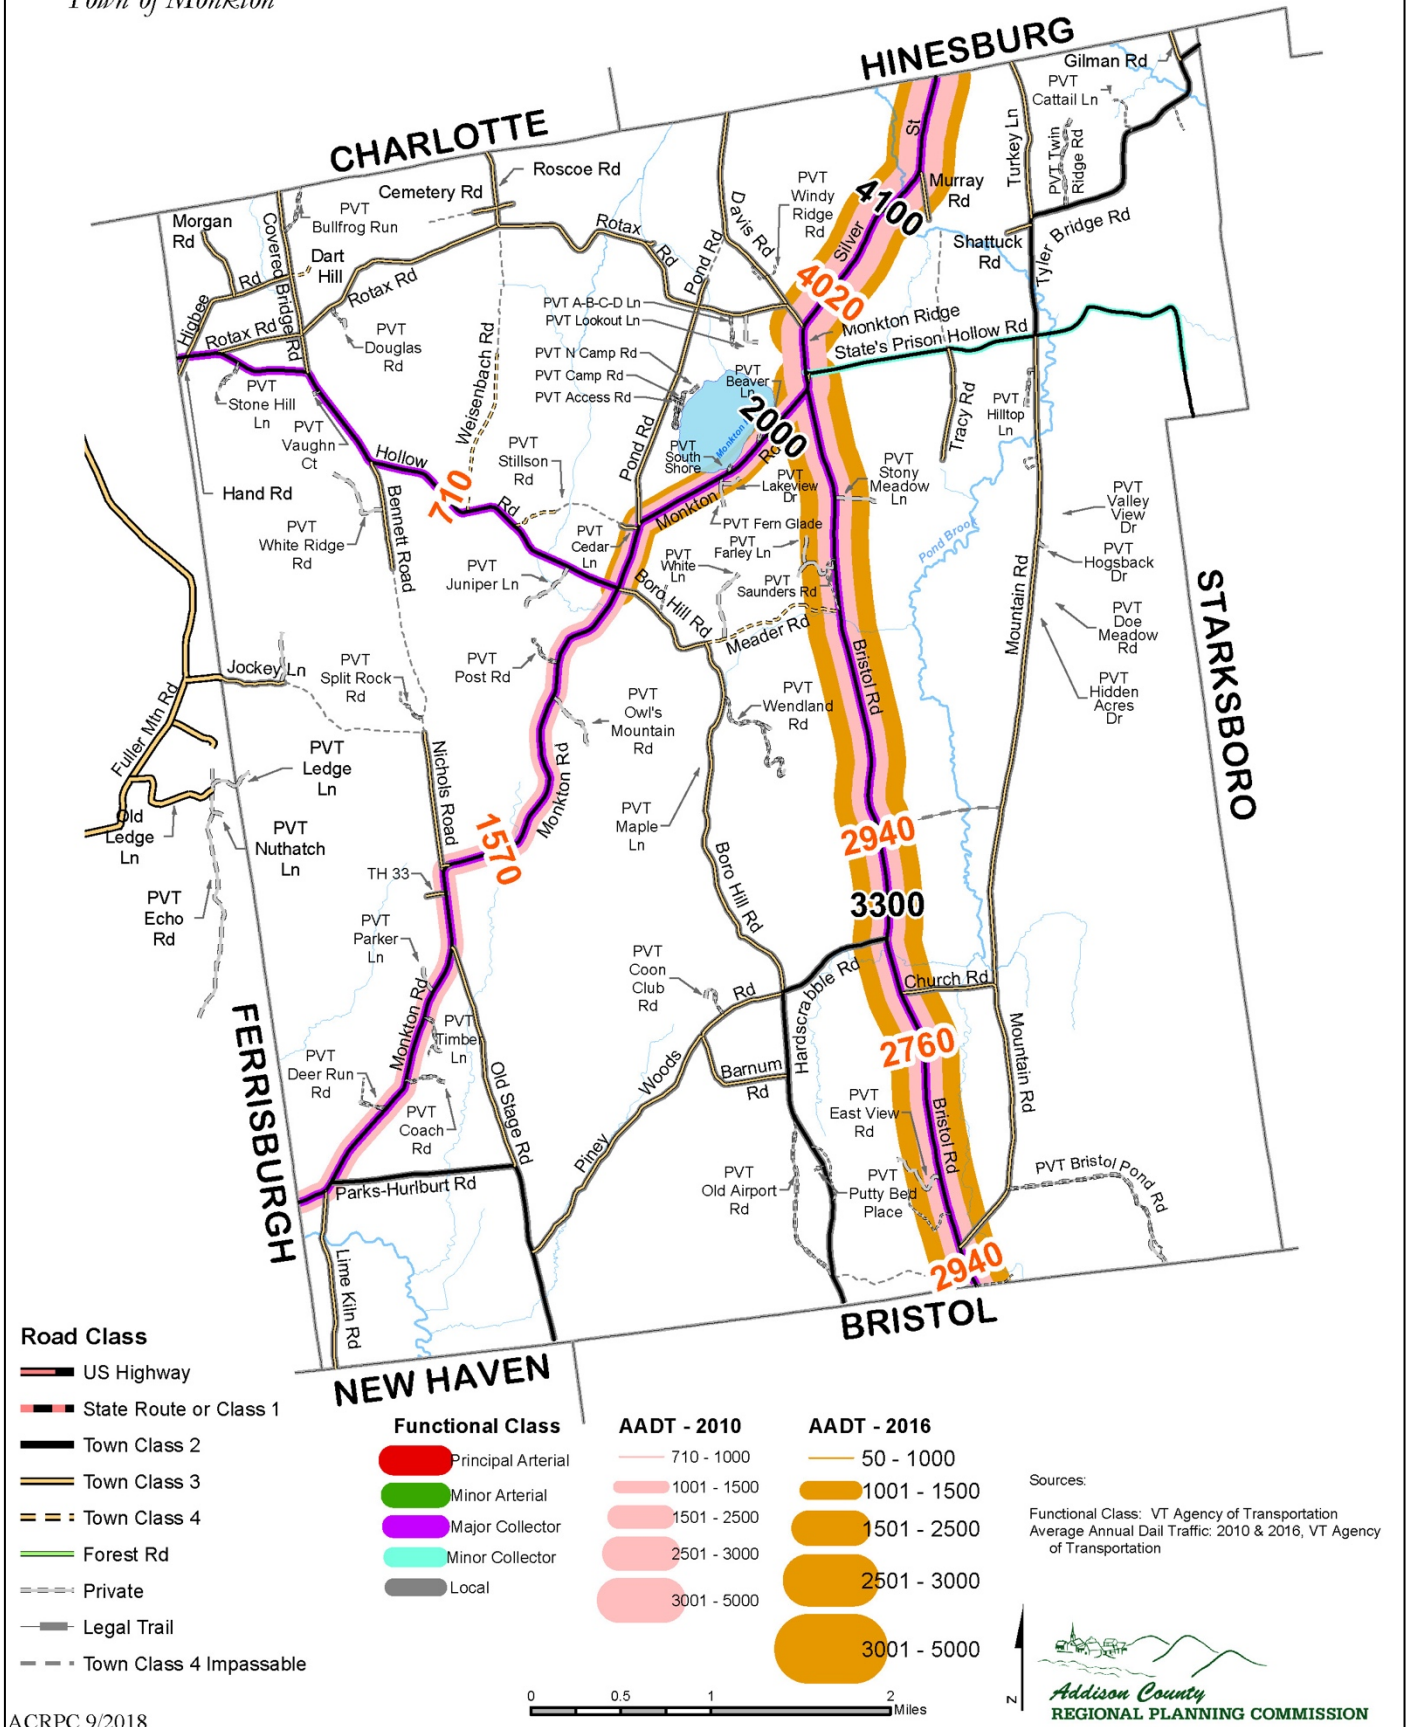 Town of Monkton
HINESBURG
CHARLOTTE
STARKSBORO
FERRISBURGH
BRISTOL
NEW HAVEN
Gilman Rd
PVT
Cattail Ln
Turkey Ln
PVT Twin
Ridge Rd
St
4100
Murray
Rd
Silver
Shattuck
Rd
Tyler Bridge Rd
4020
Monkton Ridge
State's Prison Hollow Rd
Roscoe Rd
Cemetery Rd
PVT
Bullfrog Run
Morgan
Rd
Covered Bridge Rd
Dart
Hill
Rotax Rd
Rotax Rd
Davis Rd
PVT
Windy
Ridge
Rd
Pond Rd
Higbee Rd
Rotax Rd
PVT
Douglas
Rd
PVT A-B-C-D Ln
PVT Lookout Ln
PVT N Camp Rd
PVT Camp Rd
PVT Access Rd
PVT
Beaver
Ln
2000
Monkton
PVT
South
Shore
Weisenbach Rd
PVT
Stone Hill
Ln
PVT
Vaughn
Ct
Hand Rd
Hollow Rd
710
PVT
Stillson
Rd
Pond Rd
Tracy Rd
PVT
Hilltop
Ln
PVT
Stony
Meadow
Ln
PVT
Lakeview
Dr
Monkton Rd
PVT Fern Glade
PVT
Farley Ln
PVT
Valley
View
Dr
PVT
Hogsback
Dr
PVT
Doe
Meadow
Rd
PVT
Hidden
Acres
Dr
Pond Brook
Mountain Rd
Bennett Road
PVT
White Ridge
Rd
PVT
Cedar
Ln
PVT
Juniper Ln
PVT
White
Ln
PVT
Saunders Rd
Boro Hill Rd
Meader Rd
Bristol Rd
Jockey Ln
PVT
Split Rock
Rd
PVT
Post Rd
PVT
Owl's
Mountain
Rd
PVT
Wendland
Rd
Fuller Mtn Rd
PVT
Ledge
Ln
Old
Ledge
Ln
PVT
Nuthatch
Ln
PVT
Echo
Rd
Nichols Road
1570
Monkton Rd
PVT
Maple
Ln
2940
3300
Boro Hill Rd
TH 33
PVT
Parker
Ln
PVT
Coon
Club
Rd
Hardscrabble Rd
Church Rd
2760
Monkton Rd
PVT
Timber
Ln
PVT
Deer Run
Rd
PVT
Coach
Rd
Old Stage Rd
Piney Woods Rd
Barnum
Rd
PVT
East View
Rd
Bristol Rd
Mountain Rd
Parks-Hurlburt Rd
PVT
Old Airport
Rd
PVT
Putty Bed
Place
PVT Bristol Pond Rd
2940
Lime Kiln Rd
Road Class
US Highway
State Route or Class 1
Town Class 2
Town Class 3
Town Class 4
Forest Rd
Private
Legal Trail
Town Class 4 Impassable
Functional Class
Principal Arterial
Minor Arterial
Major Collector
Minor Collector
Local
AADT - 2010
710 - 1000
1001 - 1500
1501 - 2500
2501 - 3000
3001 - 5000
AADT - 2016
50 - 1000
1001 - 1500
1501 - 2500
2501 - 3000
3001 - 5000
Sources:
Functional Class: VT Agency of Transportation
Average Annual Dail Traffic: 2010 & 2016, VT Agency
of Transportation
0 0.5 1 2
Miles
N
Addison County
REGIONAL PLANNING COMMISSION
ACRPC 9/2018